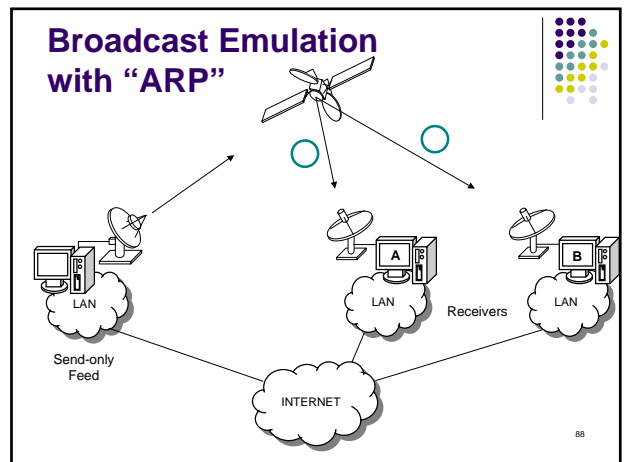 Broadcast Emulation
with “ARP”
A
B
LAN
LAN
Receivers
LAN
Send-only
Feed
INTERNET
88